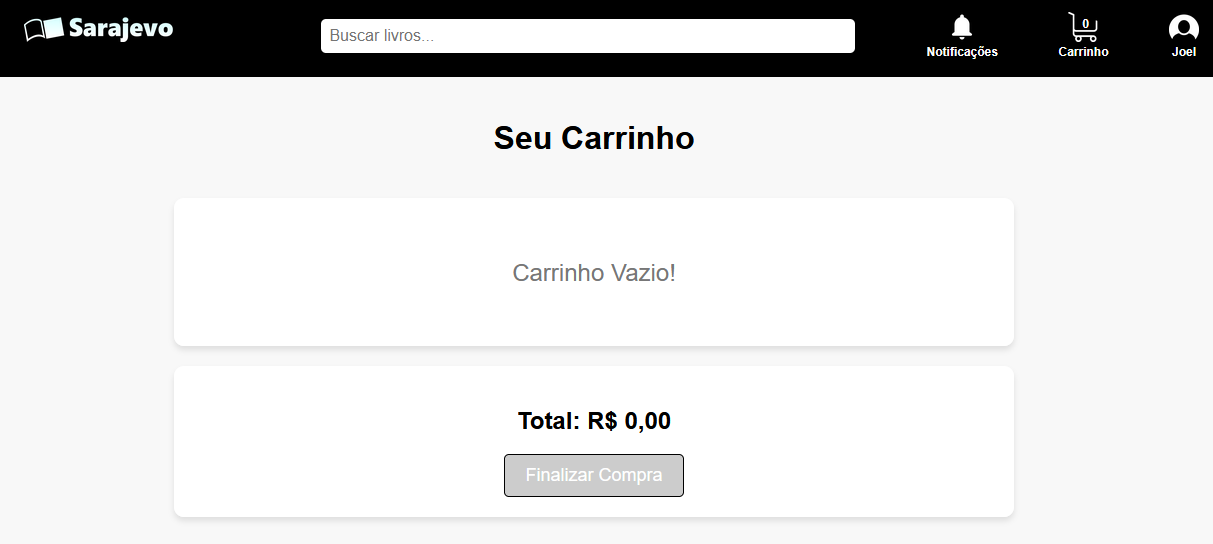 Sarajevo
Buscar livros...
Notificações
0
Carrinho
Joel
Seu Carrinho
Carrinho Vazio!
Total: R$ 0,00
Finalizar Compra